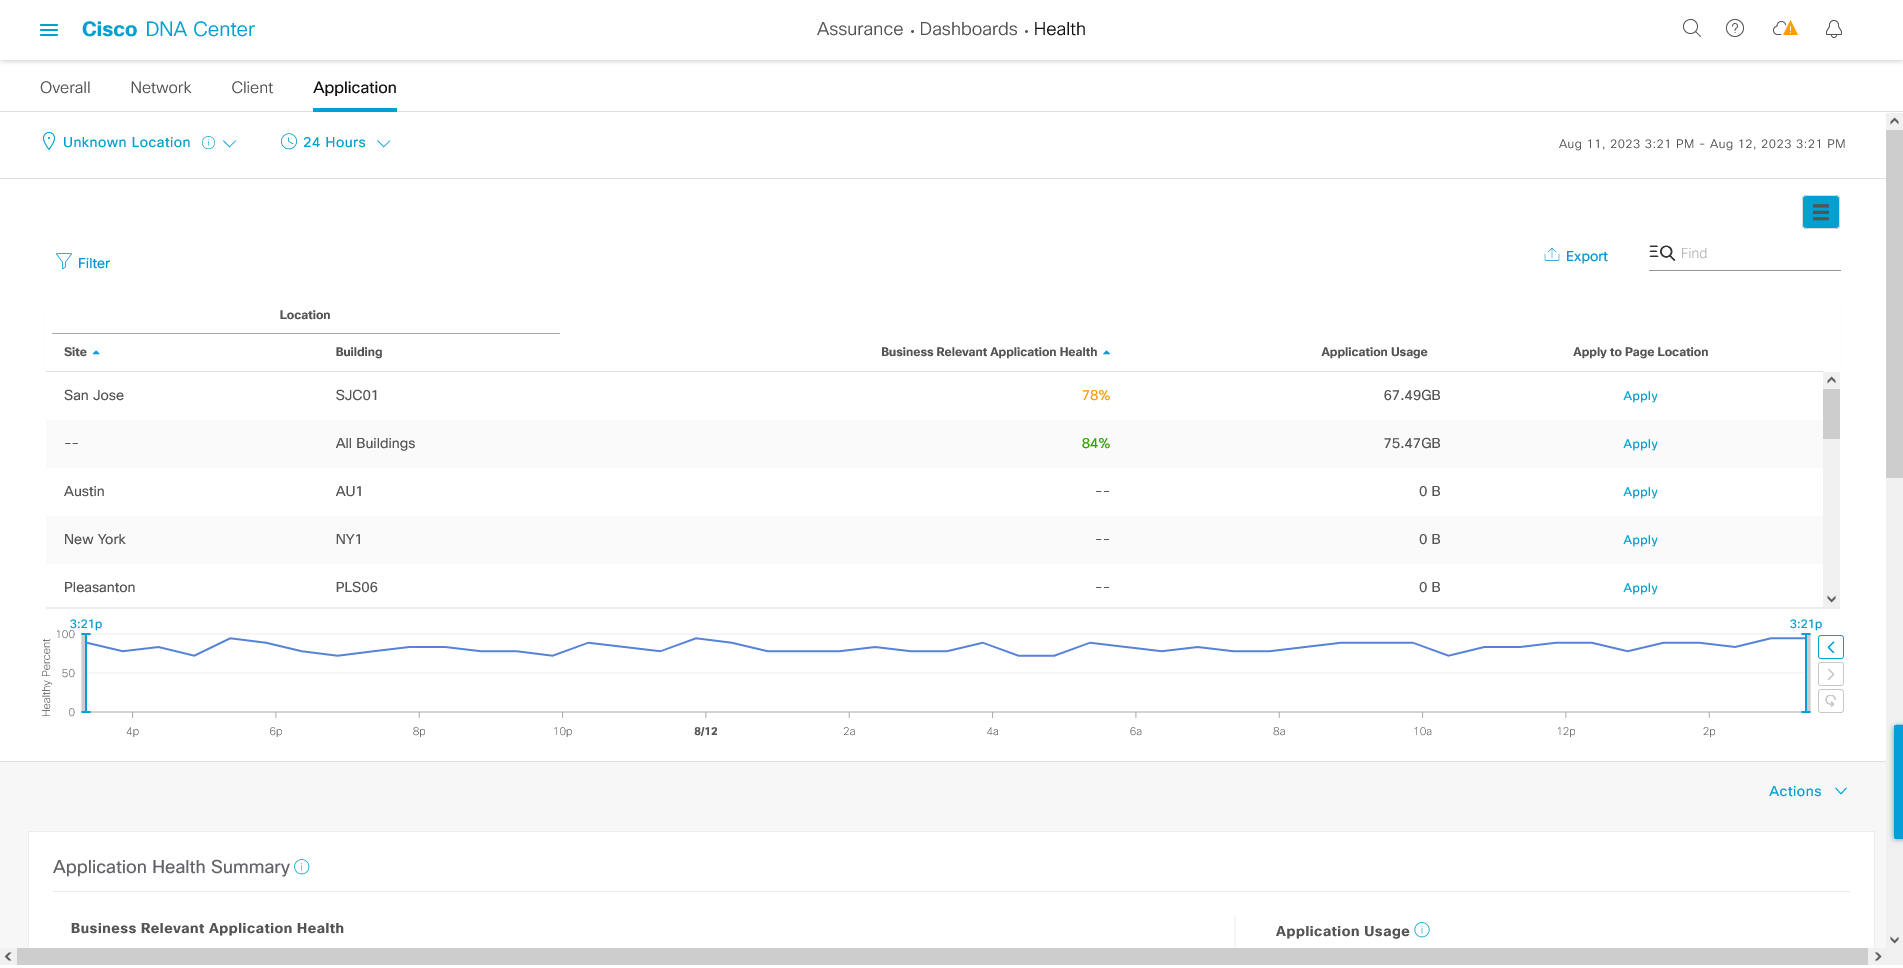 Cisco DNA Center
Assurance • Dashboards • Health
Overall Network Client Application
Unknown Location 24 Hours
Aug 11, 2023 3:21 PM - Aug 12, 2023 3:21 PM
Filter
Export
Find
Location
Site Building Business Relevant Application Health Application Usage Apply to Page Location
San Jose SJC01 78% 67.49GB Apply
-- All Buildings 84% 75.47GB Apply
Austin AU1 -- 0 B Apply
New York NY1 -- 0 B Apply
Pleasanton PLS06 -- 0 B Apply
3:21p 3:21p
Healthy Percent
100
50
0
4p 6p 8p 10p 8/12 2a 4a 6a 8a 10a 12p 2p
Actions
Application Health Summary
Business Relevant Application Health
Application Usage